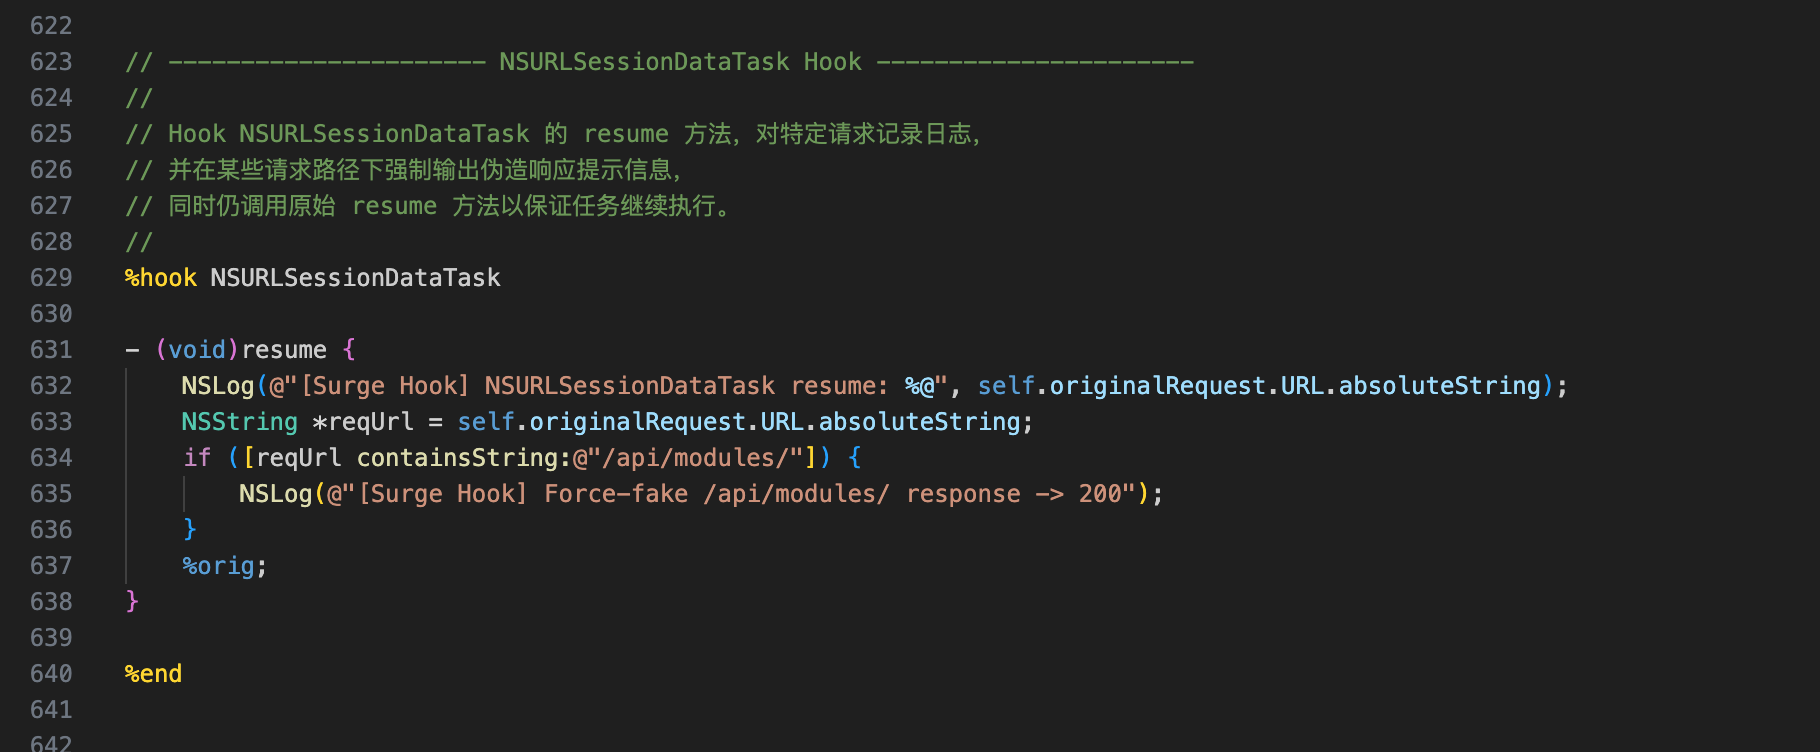 622
623 // ---------------------- NSURLSessionDataTask Hook ----------------------
624 //
625 // Hook NSURLSessionDataTask 的 resume 方法，对特定请求记录日志，
626 // 并在某些请求路径下强制输出伪造响应提示信息，
627 // 同时仍调用原始 resume 方法以保证任务继续执行。
628 //
629 %hook NSURLSessionDataTask
630
631 - (void)resume {
632     NSLog(@"[Surge Hook] NSURLSessionDataTask resume: %@", self.originalRequest.URL.absoluteString);
633     NSString *reqUrl = self.originalRequest.URL.absoluteString;
634     if ([reqUrl containsString:@"/api/modules/"]) {
635         NSLog(@"[Surge Hook] Force-fake /api/modules/ response -> 200");
636     }
637     %orig;
638 }
639
640 %end
641
642